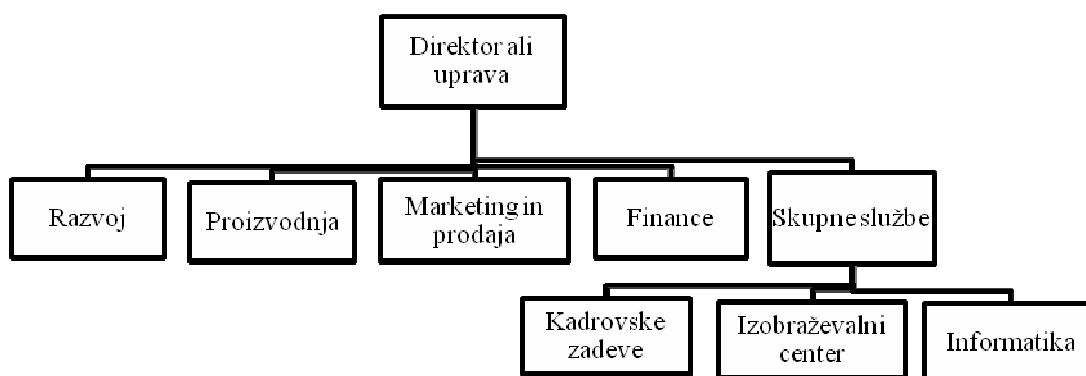 Direktor ali
uprava
Razvoj
Proizvodnja
Marketing in
prodaja
Finance
Skupne službe
Kadrovske
zadeve
Izobraževalni
center
Informatika